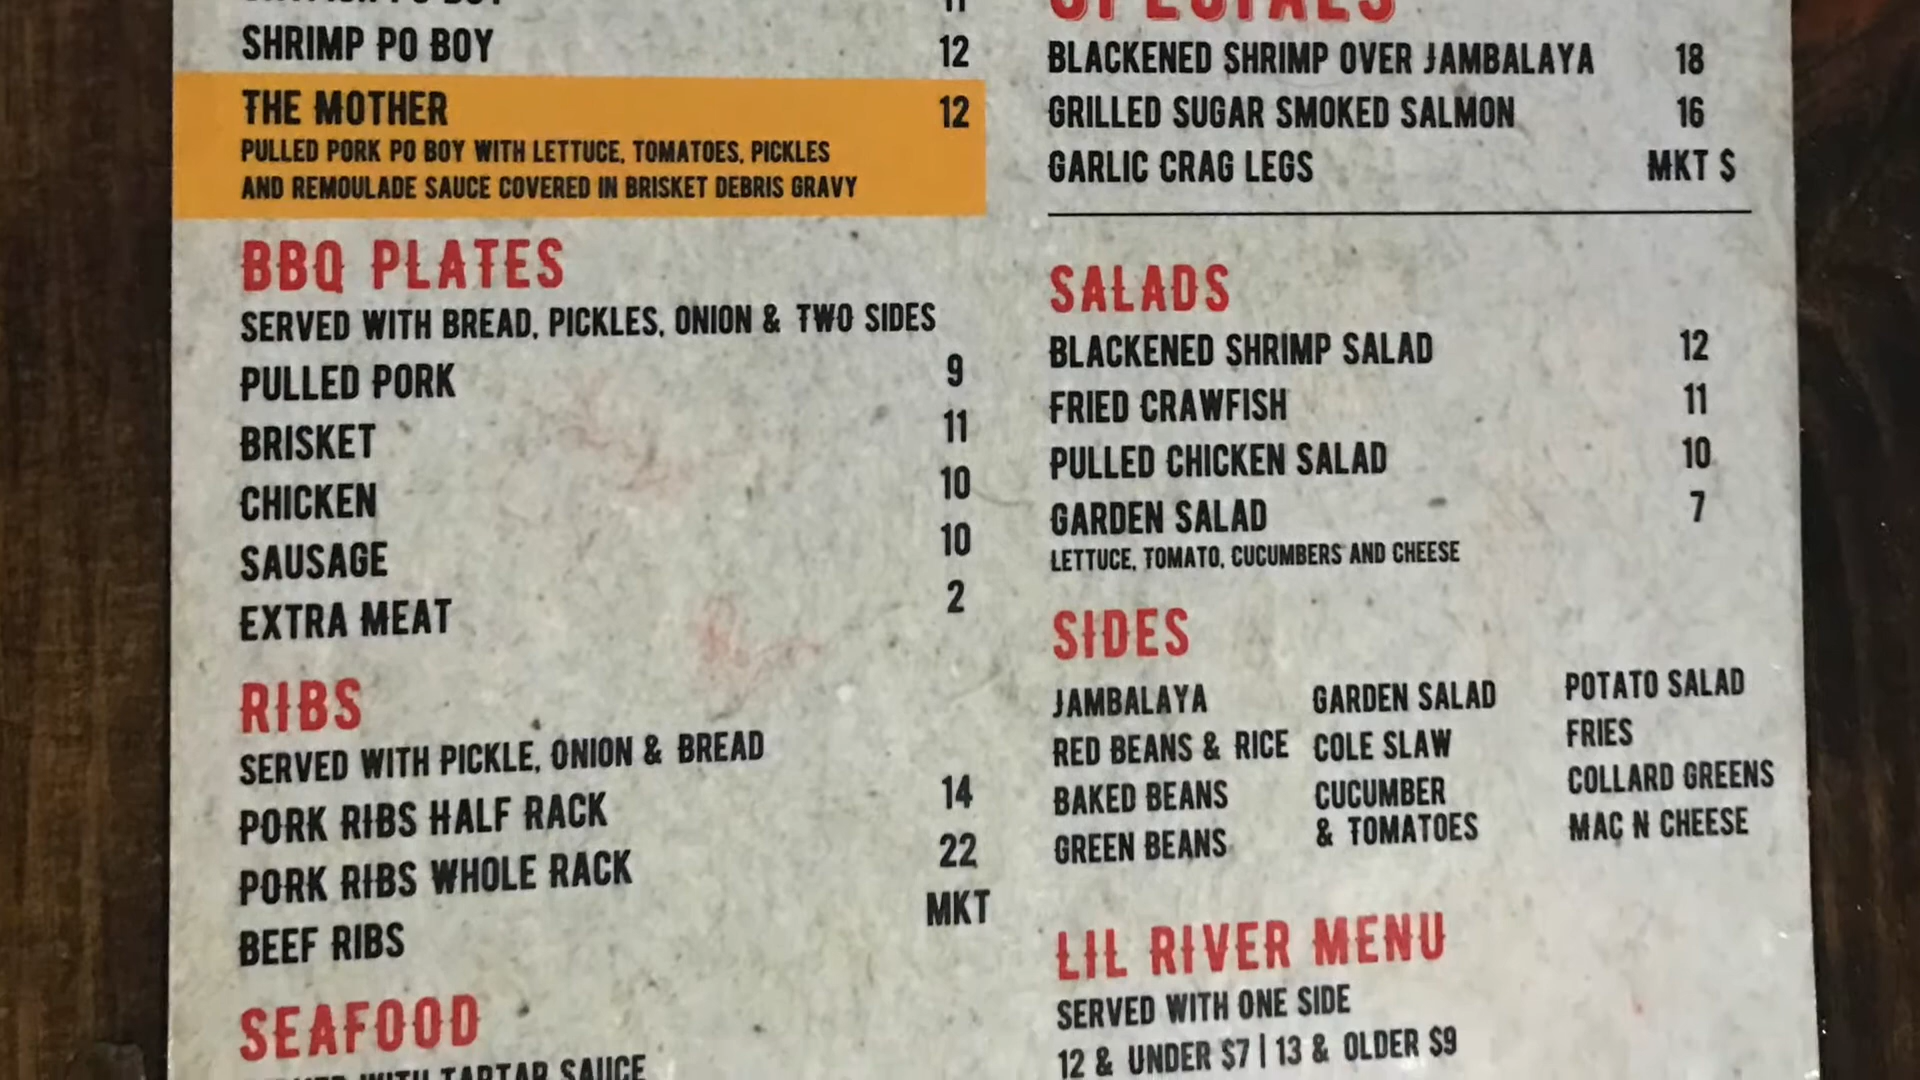 SHRIMP PO BOY 12
THE MOTHER 12
PULLED PORK PO BOY WITH LETTUCE, TOMATOES, PICKLES
AND REMOULADE SAUCE COVERED IN BRISKET DEBRIS GRAVY
BBQ PLATES
SERVED WITH BREAD, PICKLES, ONION & TWO SIDES
PULLED PORK 9
BRISKET 11
CHICKEN 10
SAUSAGE 10
EXTRA MEAT 2
RIBS
SERVED WITH PICKLE, ONION & BREAD
PORK RIBS HALF RACK 14
PORK RIBS WHOLE RACK 22
BEEF RIBS MKT
SEAFOOD
WITH TARTAR SAUCE
SPECIALS
BLACKENED SHRIMP OVER JAMBALAYA 18
GRILLED SUGAR SMOKED SALMON 16
GARLIC CRAG LEGS MKT $
SALADS
BLACKENED SHRIMP SALAD 12
FRIED CRAWFISH 11
PULLED CHICKEN SALAD 10
GARDEN SALAD 7
LETTUCE, TOMATO, CUCUMBERS AND CHEESE
SIDES
JAMBALAYA
RED BEANS & RICE
BAKED BEANS
GREEN BEANS
GARDEN SALAD
COLE SLAW
CUCUMBER
& TOMATOES
POTATO SALAD
FRIES
COLLARD GREENS
MAC N CHEESE
LIL RIVER MENU
SERVED WITH ONE SIDE
12 & UNDER $7 | 13 & OLDER $9